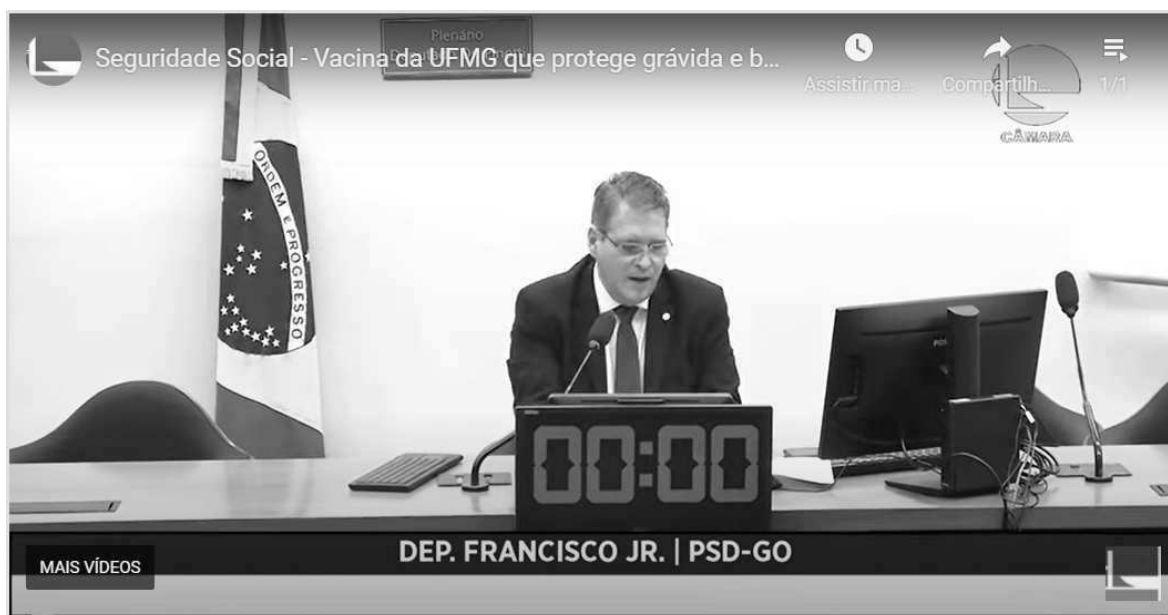 Plenário
Seguridade Social - Vacina da UFMG que protege grávida e b...
Assistir ma...
Compartilh...
1/1
CÂMARA
ORDEM E PROGRESSO
00:00
DEP. FRANCISCO JR. | PSD-GO
MAIS VÍDEOS